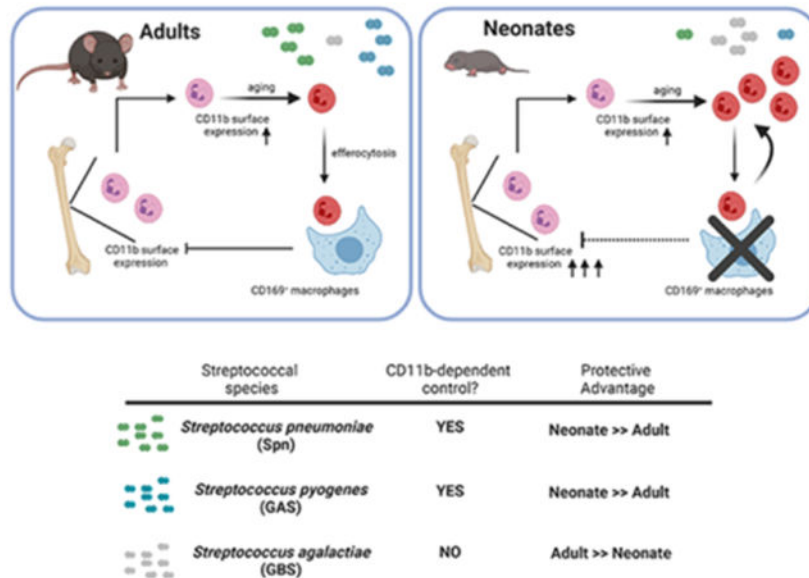 Adults
aging
CD11b surface
expression
efferocytosis
CD11b surface
expression
CD169⁺ macrophages
Neonates
aging
CD11b surface
expression
CD11b surface
expression
CD169⁺ macrophages
Streptococcal species CD11b-dependent control? Protective Advantage
Streptococcus pneumoniae (Spn) YES Neonate >> Adult
Streptococcus pyogenes (GAS) YES Neonate >> Adult
Streptococcus agalactiae (GBS) NO Adult >> Neonate